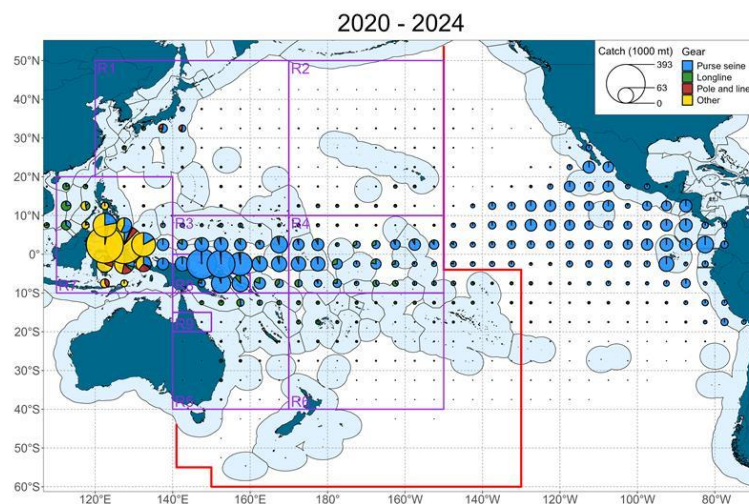 2020 - 2024
Catch (1000 mt)
393
63
0
Gear
Purse seine
Longline
Pole and line
Other
50°N
40°N
30°N
20°N
10°N
0°
10°S
20°S
30°S
40°S
50°S
60°S
R1
R2
R3
R4
R5
R6
120°E
140°E
160°E
180°
160°W
140°W
120°W
100°W
80°W